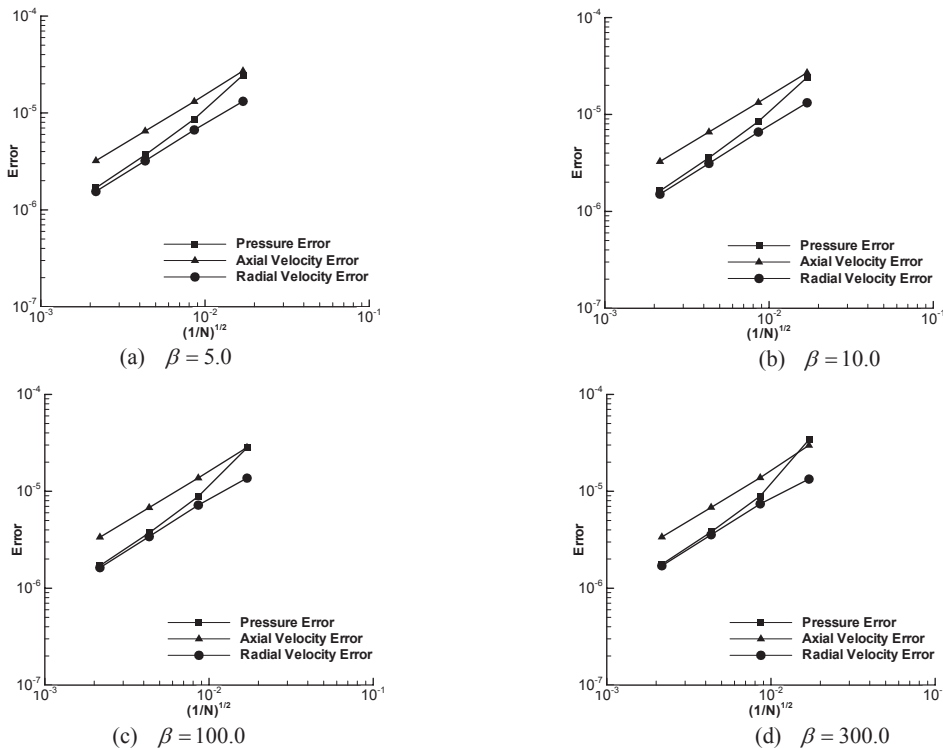 10⁻⁴
10⁻⁵
10⁻⁶
10⁻⁷
Error
Pressure Error
Axial Velocity Error
Radial Velocity Error
10⁻³ 10⁻² 10⁻¹
(1/N)¹/²
(a) β = 5.0
10⁻⁴
10⁻⁵
10⁻⁶
10⁻⁷
Error
Pressure Error
Axial Velocity Error
Radial Velocity Error
10⁻³ 10⁻² 10⁻¹
(1/N)¹/²
(b) β = 10.0
10⁻⁴
10⁻⁵
10⁻⁶
10⁻⁷
Error
Pressure Error
Axial Velocity Error
Radial Velocity Error
10⁻³ 10⁻² 10⁻¹
(1/N)¹/²
(c) β = 100.0
10⁻⁴
10⁻⁵
10⁻⁶
10⁻⁷
Error
Pressure Error
Axial Velocity Error
Radial Velocity Error
10⁻³ 10⁻² 10⁻¹
(1/N)¹/²
(d) β = 300.0